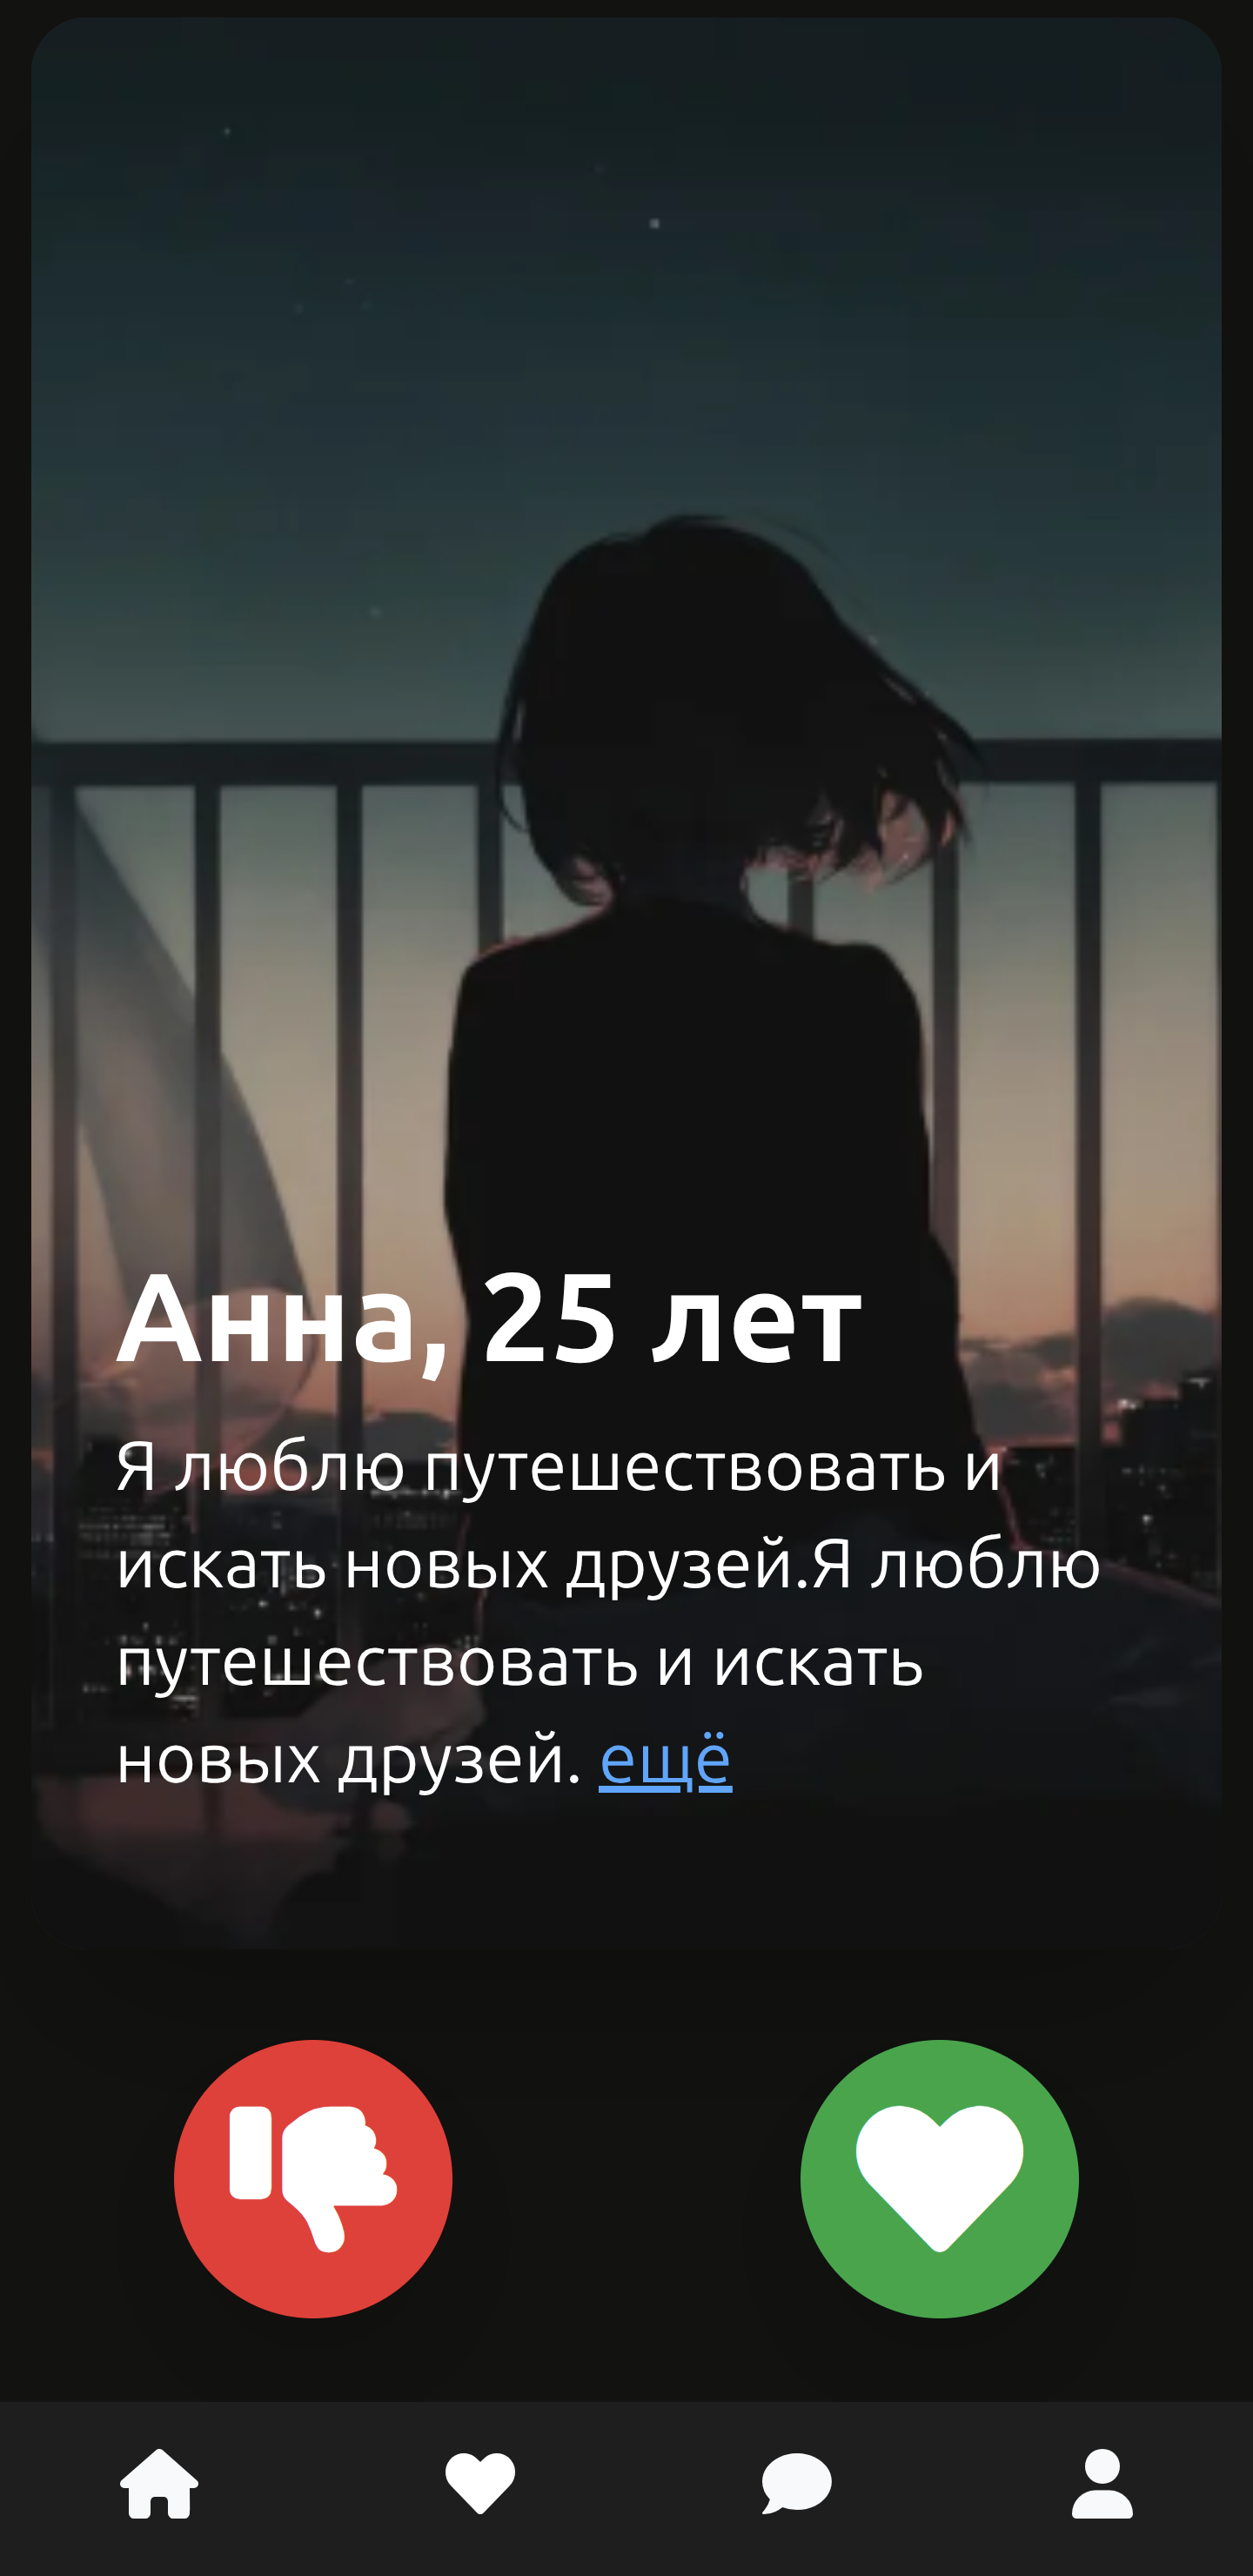 Анна, 25 лет
Я люблю путешествовать и
искать новых друзей.Я люблю
путешествовать и искать
новых друзей. ещё